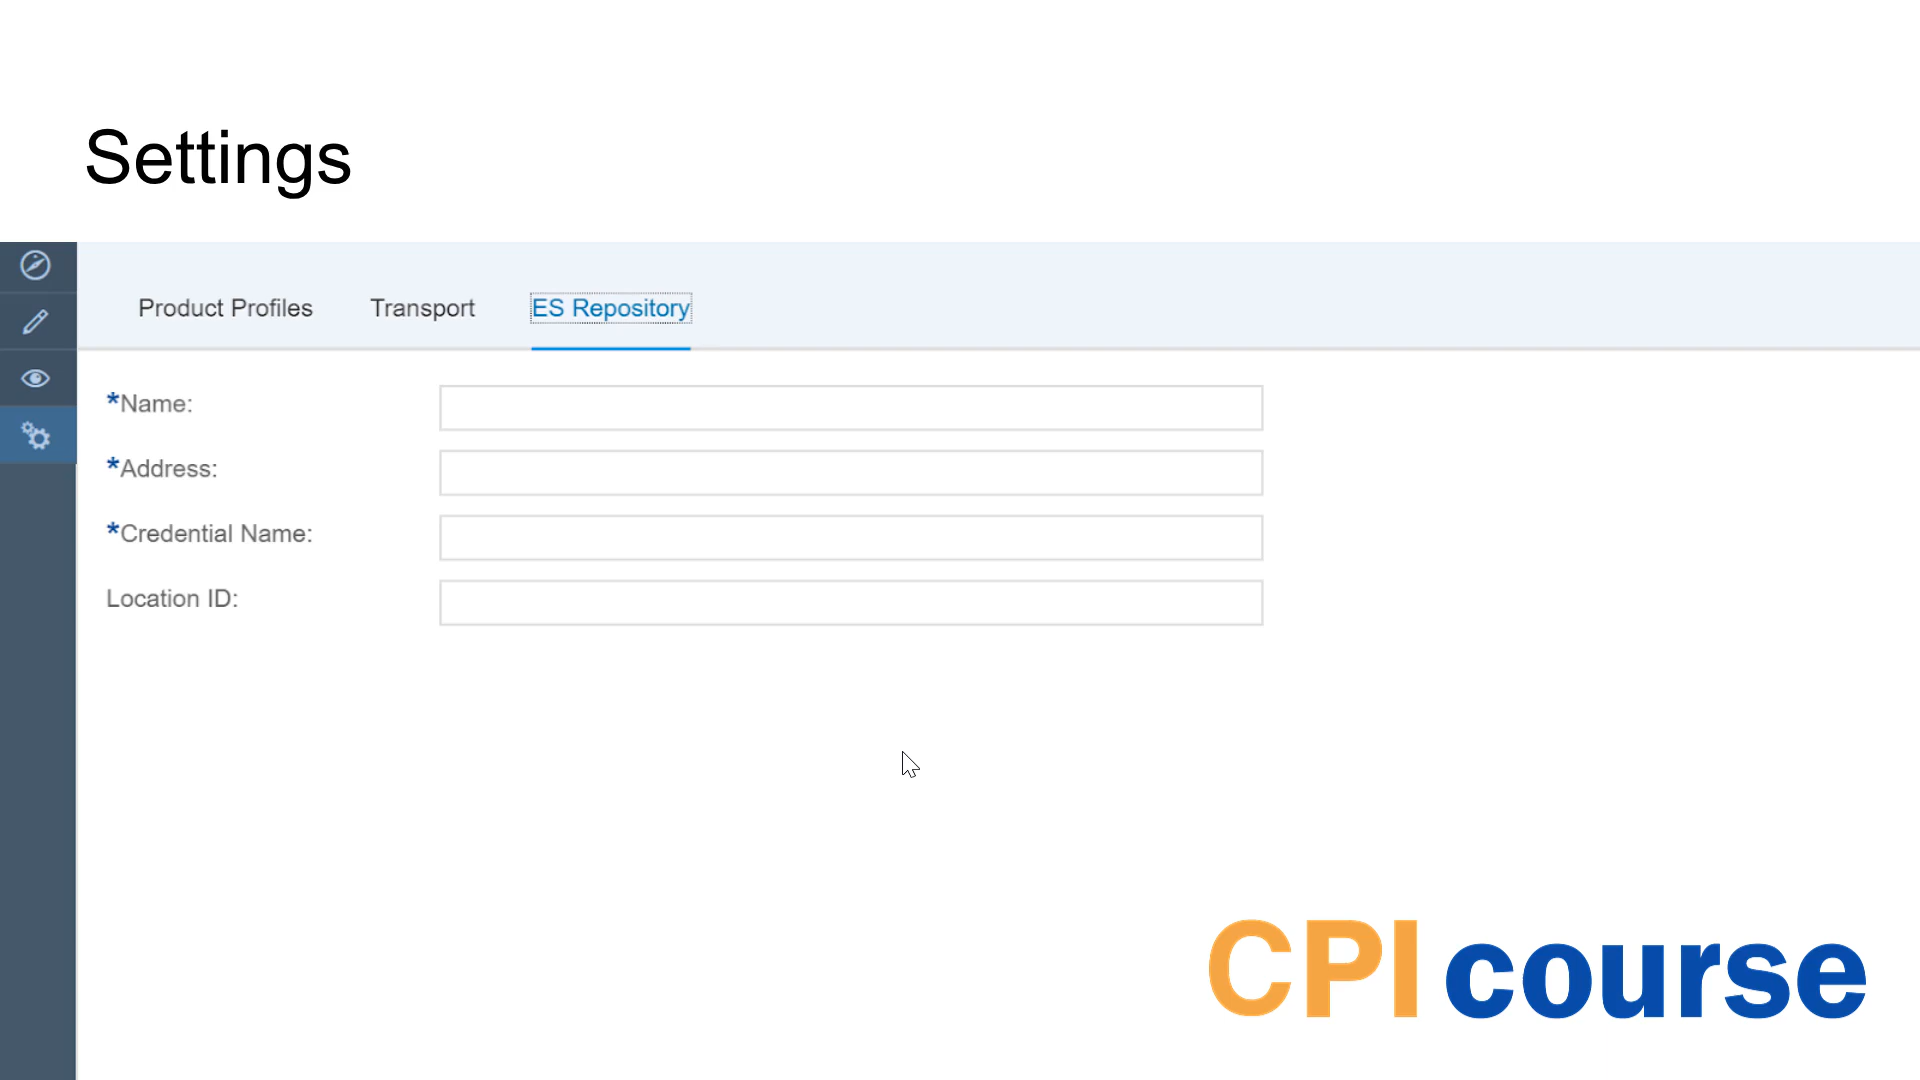 Settings
Product Profiles Transport ES Repository
*Name:
*Address:
*Credential Name:
Location ID:
CPI course